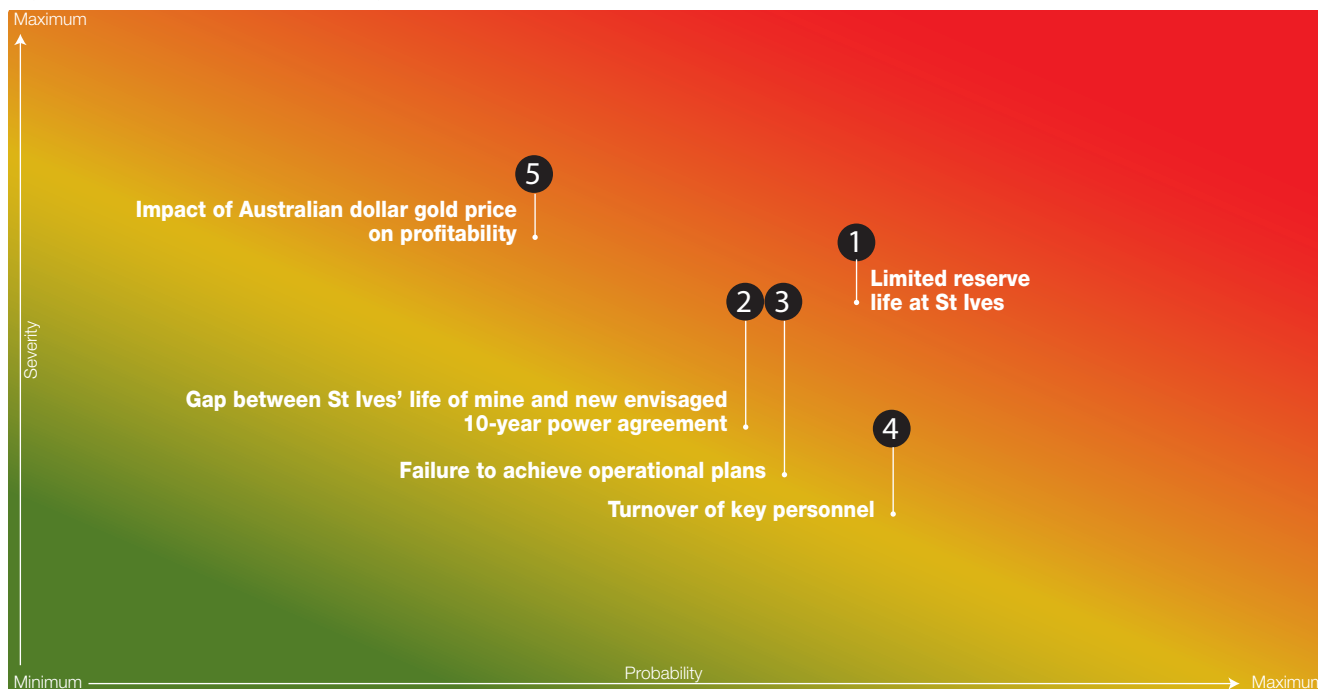 Maximum
5
Impact of Australian dollar gold price
on profitability
1
Limited reserve
life at St Ives
2
3
Severity
Gap between St Ives’ life of mine and new envisaged
10-year power agreement
4
Failure to achieve operational plans
Turnover of key personnel
Probability
Minimum
Maximum